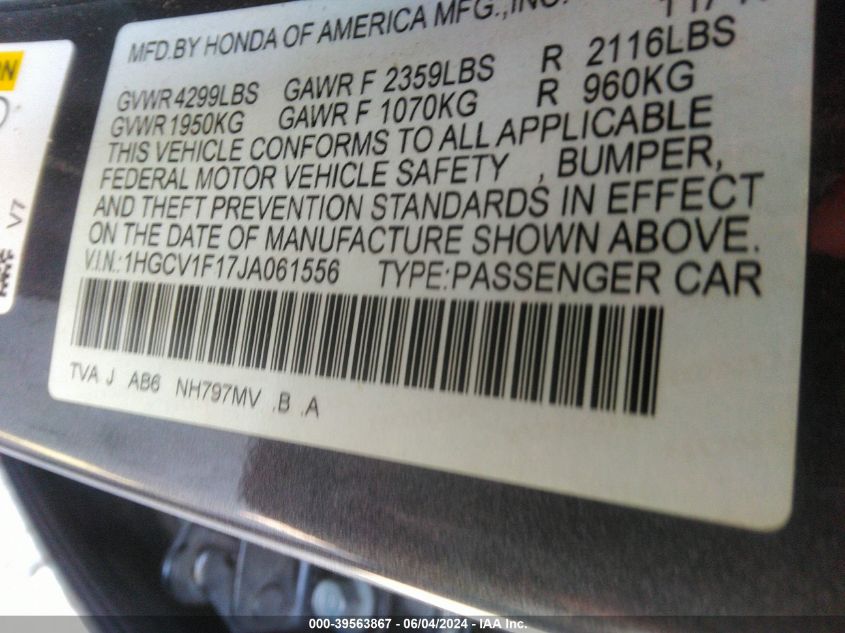 MFD.BY HONDA OF AMERICA MFG.,INC.
GVWR 4299LBS GAWR F 2359LBS R 2116LBS
GVWR 1950KG GAWR F 1070KG R 960KG
THIS VEHICLE CONFORMS TO ALL APPLICABLE
FEDERAL MOTOR VEHICLE SAFETY , BUMPER,
AND THEFT PREVENTION STANDARDS IN EFFECT
ON THE DATE OF MANUFACTURE SHOWN ABOVE.
V.I.N.:1HGCV1F17JA061556 TYPE:PASSENGER CAR
TVA J AB6 NH797MV .B .A
V7
000-39563867 - 06/04/2024 - IAA Inc.